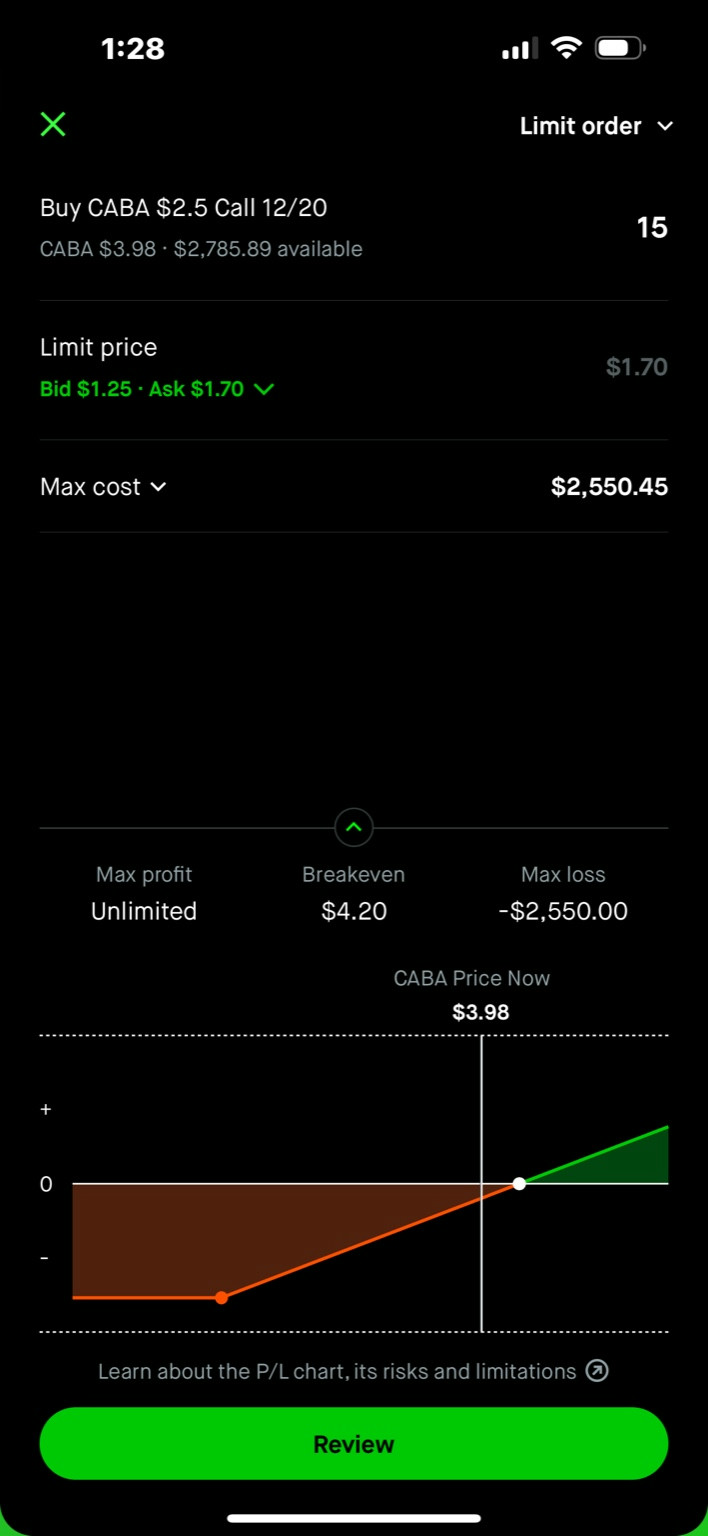 1:28
Limit order
Buy CABA $2.5 Call 12/20
15
CABA $3.98 · $2,785.89 available
Limit price
$1.70
Bid $1.25 · Ask $1.70
Max cost
$2,550.45
Max profit
Breakeven
Max loss
Unlimited
$4.20
-$2,550.00
CABA Price Now
$3.98
+
0
-
Learn about the P/L chart, its risks and limitations
Review